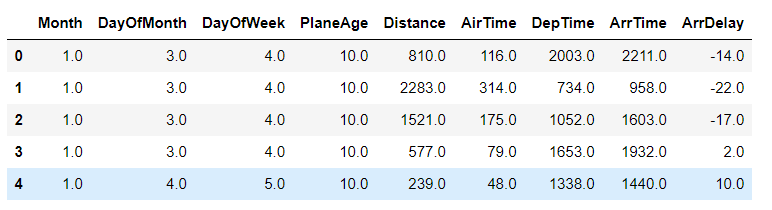 Month DayOfMonth DayOfWeek PlaneAge Distance AirTime DepTime ArrTime ArrDelay
0 1.0 3.0 4.0 10.0 810.0 116.0 2003.0 2211.0 -14.0
1 1.0 3.0 4.0 10.0 2283.0 314.0 734.0 958.0 -22.0
2 1.0 3.0 4.0 10.0 1521.0 175.0 1052.0 1603.0 -17.0
3 1.0 3.0 4.0 10.0 577.0 79.0 1653.0 1932.0 2.0
4 1.0 4.0 5.0 10.0 239.0 48.0 1338.0 1440.0 10.0